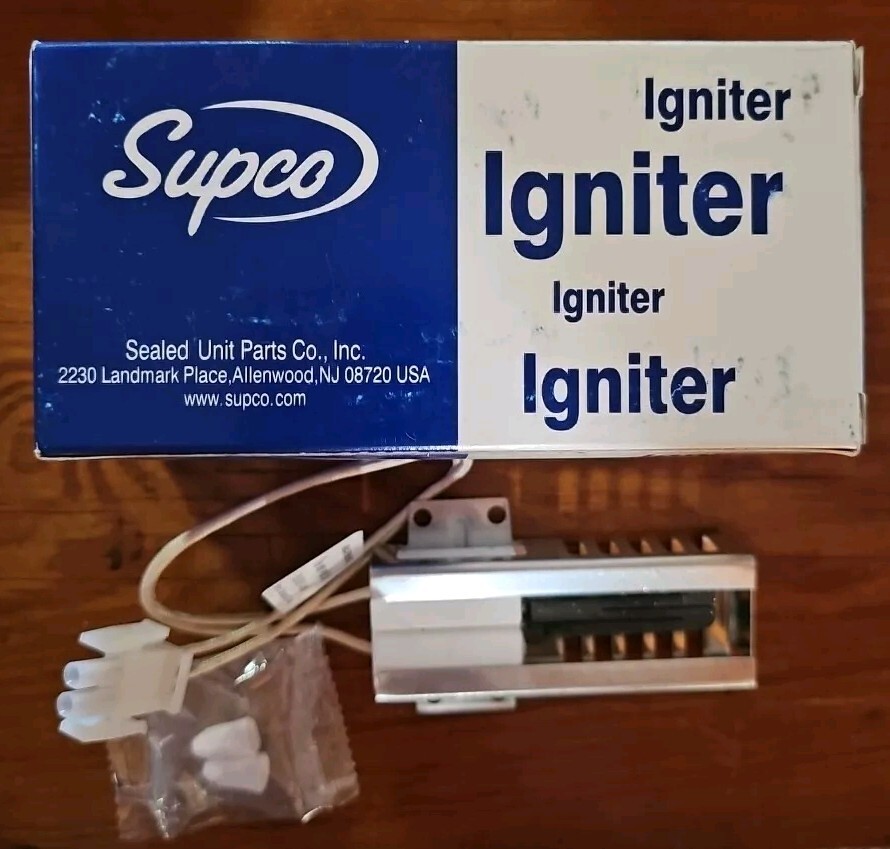 Supco
Sealed Unit Parts Co., Inc.
2230 Landmark Place,Allenwood,NJ 08720 USA
www.supco.com
Igniter
Igniter
Igniter
Igniter